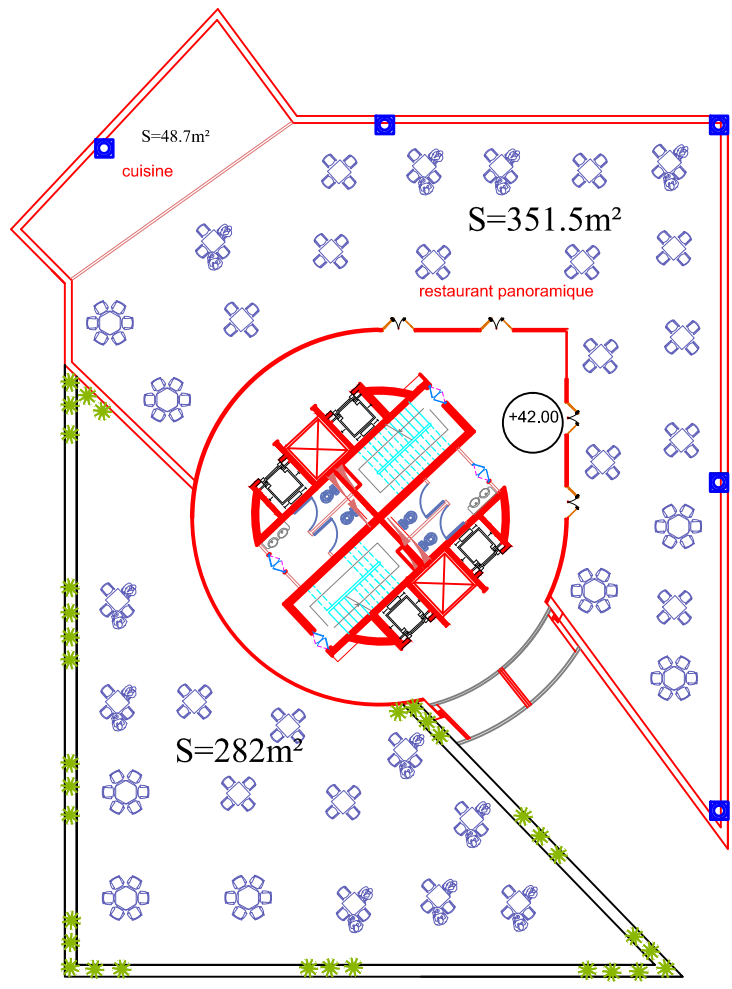 S=48.7m²
cuisine
S=351.5m²
restaurant panoramique
+42.00
S=282m²